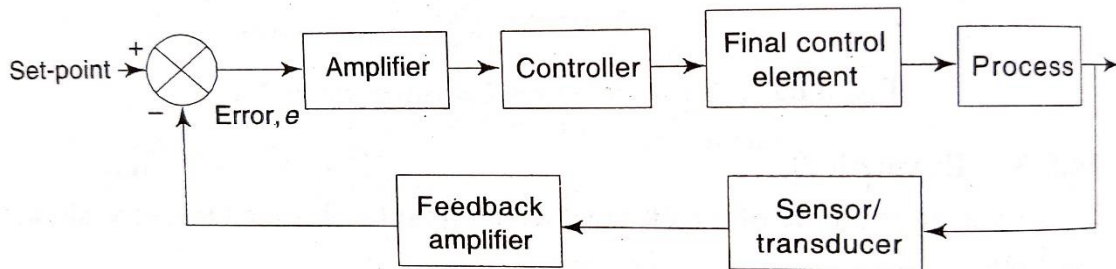 Set-point
+
−
Error, e
Amplifier
Controller
Final control
element
Process
Feedback
amplifier
Sensor/
transducer